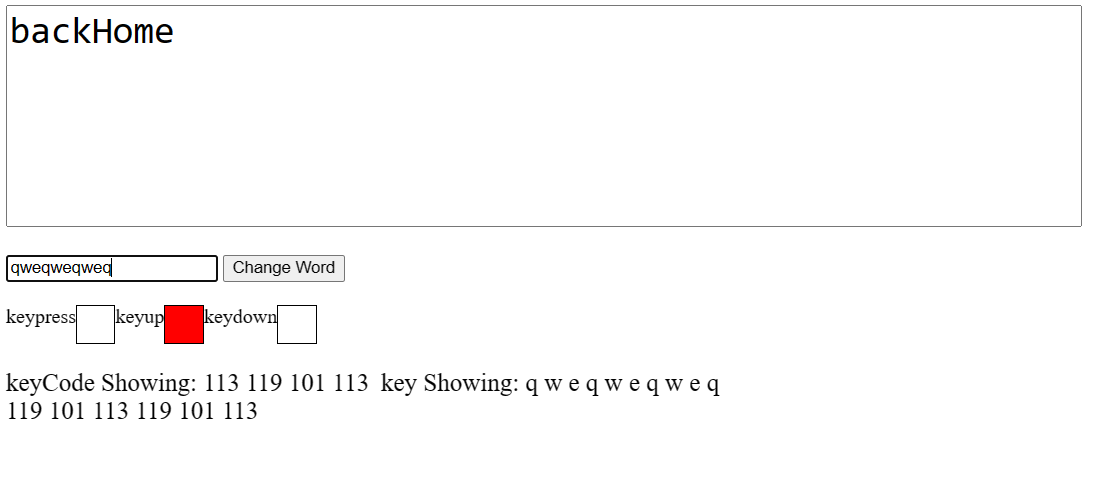 backHome
qweqweqweq Change Word
keypress keyup keydown
keyCode Showing: 113 119 101 113 key Showing: q w e q w e q w e q
119 101 113 119 101 113